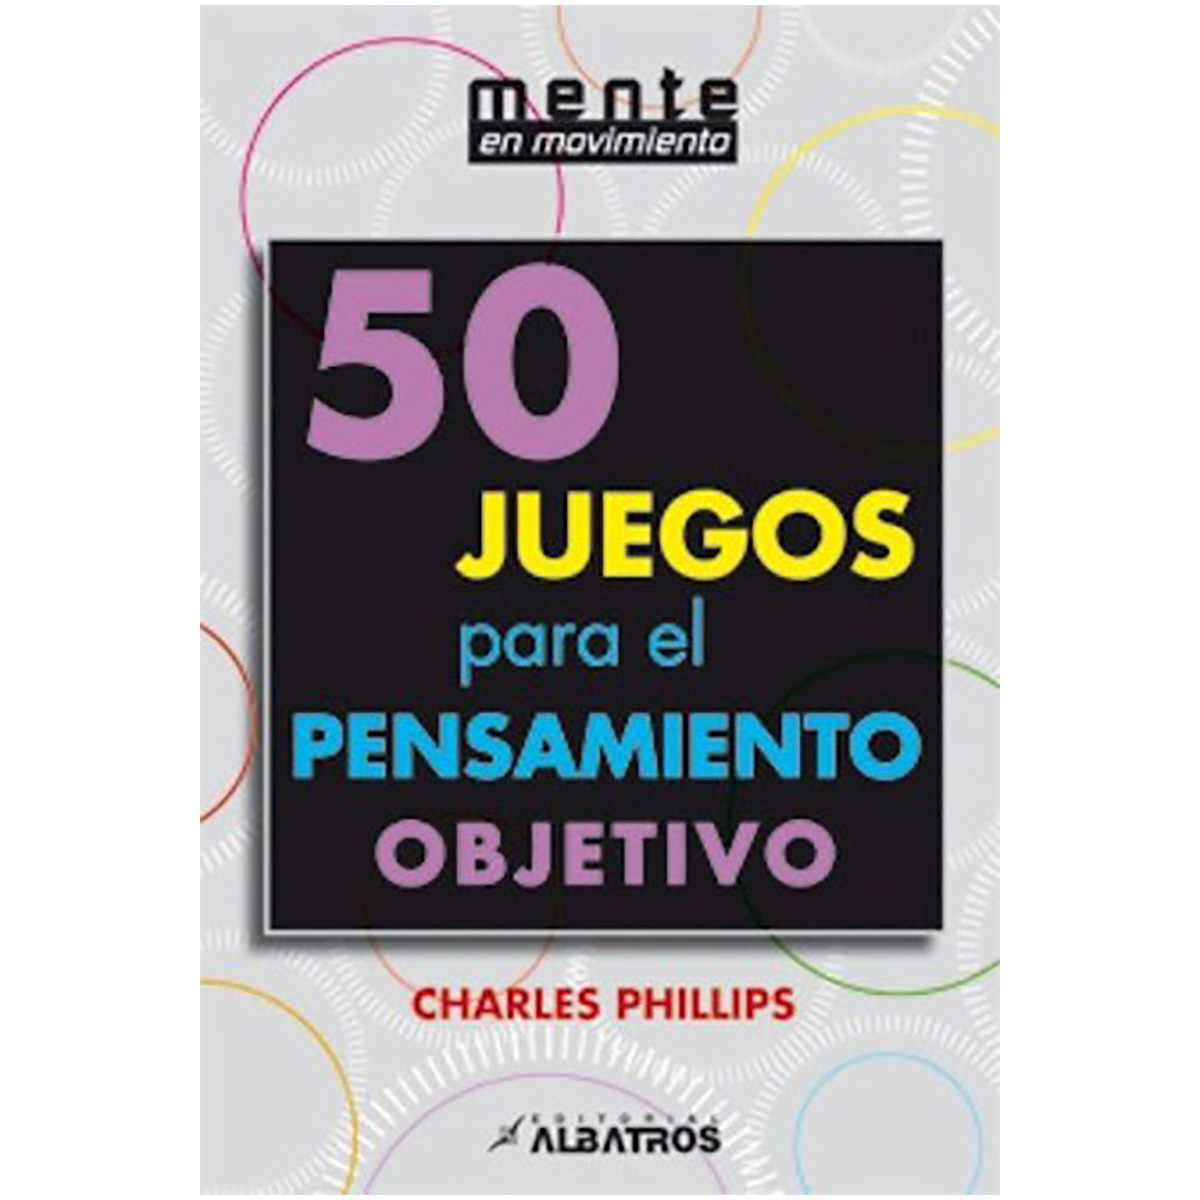 mente
en movimiento
50
JUEGOS
para el
PENSAMIENTO
OBJETIVO
CHARLES PHILLIPS
EDITORIAL
ALBATROS